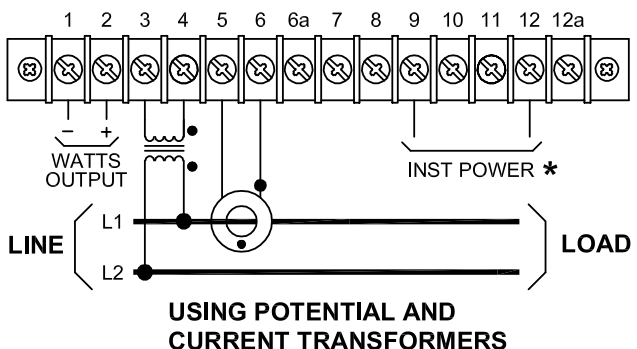 1 2 3 4 5 6 6a 7 8 9 10 11 12 12a
− +
WATTS
OUTPUT
INST POWER *
L1
LINE
LOAD
L2
USING POTENTIAL AND
CURRENT TRANSFORMERS